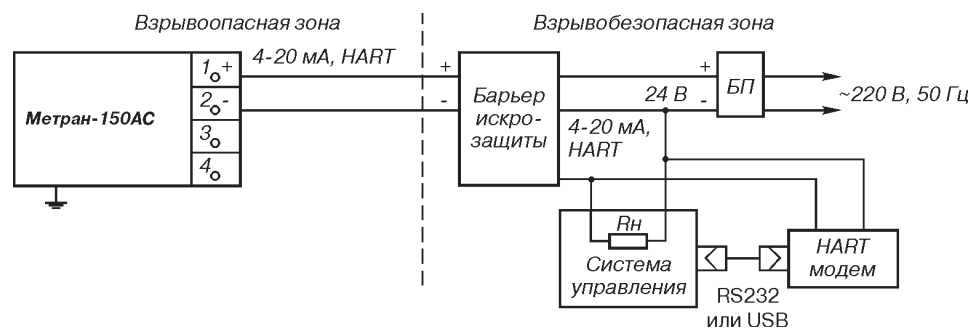 Взрывоопасная зона
Взрывобезопасная зона
1 +
4-20 мА, HART
+
+
2 -
-
24 В
-
БП
~220 В, 50 Гц
Метран-150АС
Барьер
искро-
защиты
3
4
4-20 мА,
HART
Rн
Система
управления
HART
модем
RS232
или USB